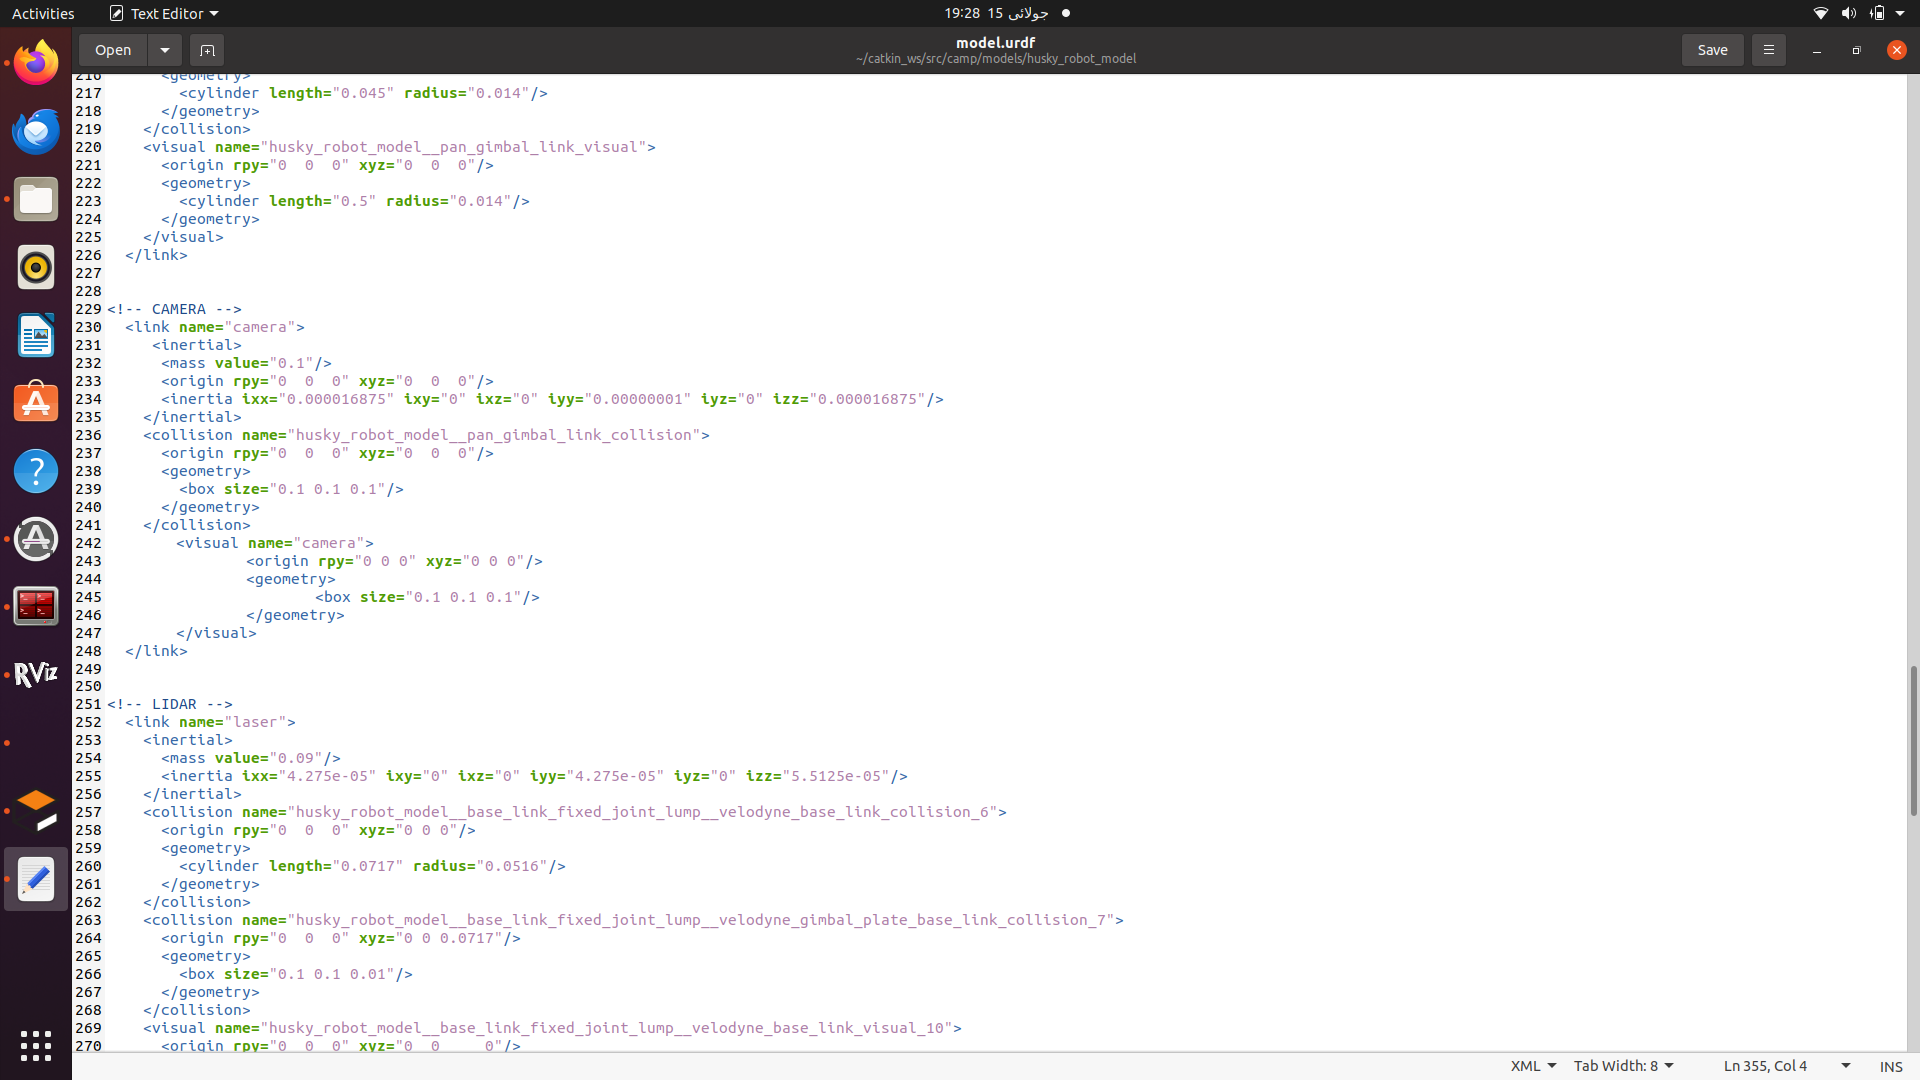 Activities Text Editor 19:28 15 جولائی
Open model.urdf Save
~/catkin_ws/src/camp/models/husky_robot_model
216 <geometry>
217 <cylinder length="0.045" radius="0.014"/>
218 </geometry>
219 </collision>
220 <visual name="husky_robot_model__pan_gimbal_link_visual">
221 <origin rpy="0  0  0" xyz="0  0  0"/>
222 <geometry>
223 <cylinder length="0.5" radius="0.014"/>
224 </geometry>
225 </visual>
226 </link>
227
228
229 <!-- CAMERA -->
230 <link name="camera">
231 <inertial>
232 <mass value="0.1"/>
233 <origin rpy="0  0  0" xyz="0  0  0"/>
234 <inertia ixx="0.000016875" ixy="0" ixz="0" iyy="0.00000001" iyz="0" izz="0.000016875"/>
235 </inertial>
236 <collision name="husky_robot_model__pan_gimbal_link_collision">
237 <origin rpy="0  0  0" xyz="0  0  0"/>
238 <geometry>
239 <box size="0.1 0.1 0.1"/>
240 </geometry>
241 </collision>
242 <visual name="camera">
243 <origin rpy="0 0 0" xyz="0 0 0"/>
244 <geometry>
245 <box size="0.1 0.1 0.1"/>
246 </geometry>
247 </visual>
248 </link>
249
250
251 <!-- LIDAR -->
252 <link name="laser">
253 <inertial>
254 <mass value="0.09"/>
255 <inertia ixx="4.275e-05" ixy="0" ixz="0" iyy="4.275e-05" iyz="0" izz="5.5125e-05"/>
256 </inertial>
257 <collision name="husky_robot_model__base_link_fixed_joint_lump__velodyne_base_link_collision_6">
258 <origin rpy="0  0  0" xyz="0 0 0"/>
259 <geometry>
260 <cylinder length="0.0717" radius="0.0516"/>
261 </geometry>
262 </collision>
263 <collision name="husky_robot_model__base_link_fixed_joint_lump__velodyne_gimbal_plate_base_link_collision_7">
264 <origin rpy="0  0  0" xyz="0 0 0.0717"/>
265 <geometry>
266 <box size="0.1 0.1 0.01"/>
267 </geometry>
268 </collision>
269 <visual name="husky_robot_model__base_link_fixed_joint_lump__velodyne_base_link_visual_10">
270 <origin rpy="0  0  0" xyz="0  0     0"/>
RViz
XML Tab Width: 8 Ln 355, Col 4 INS